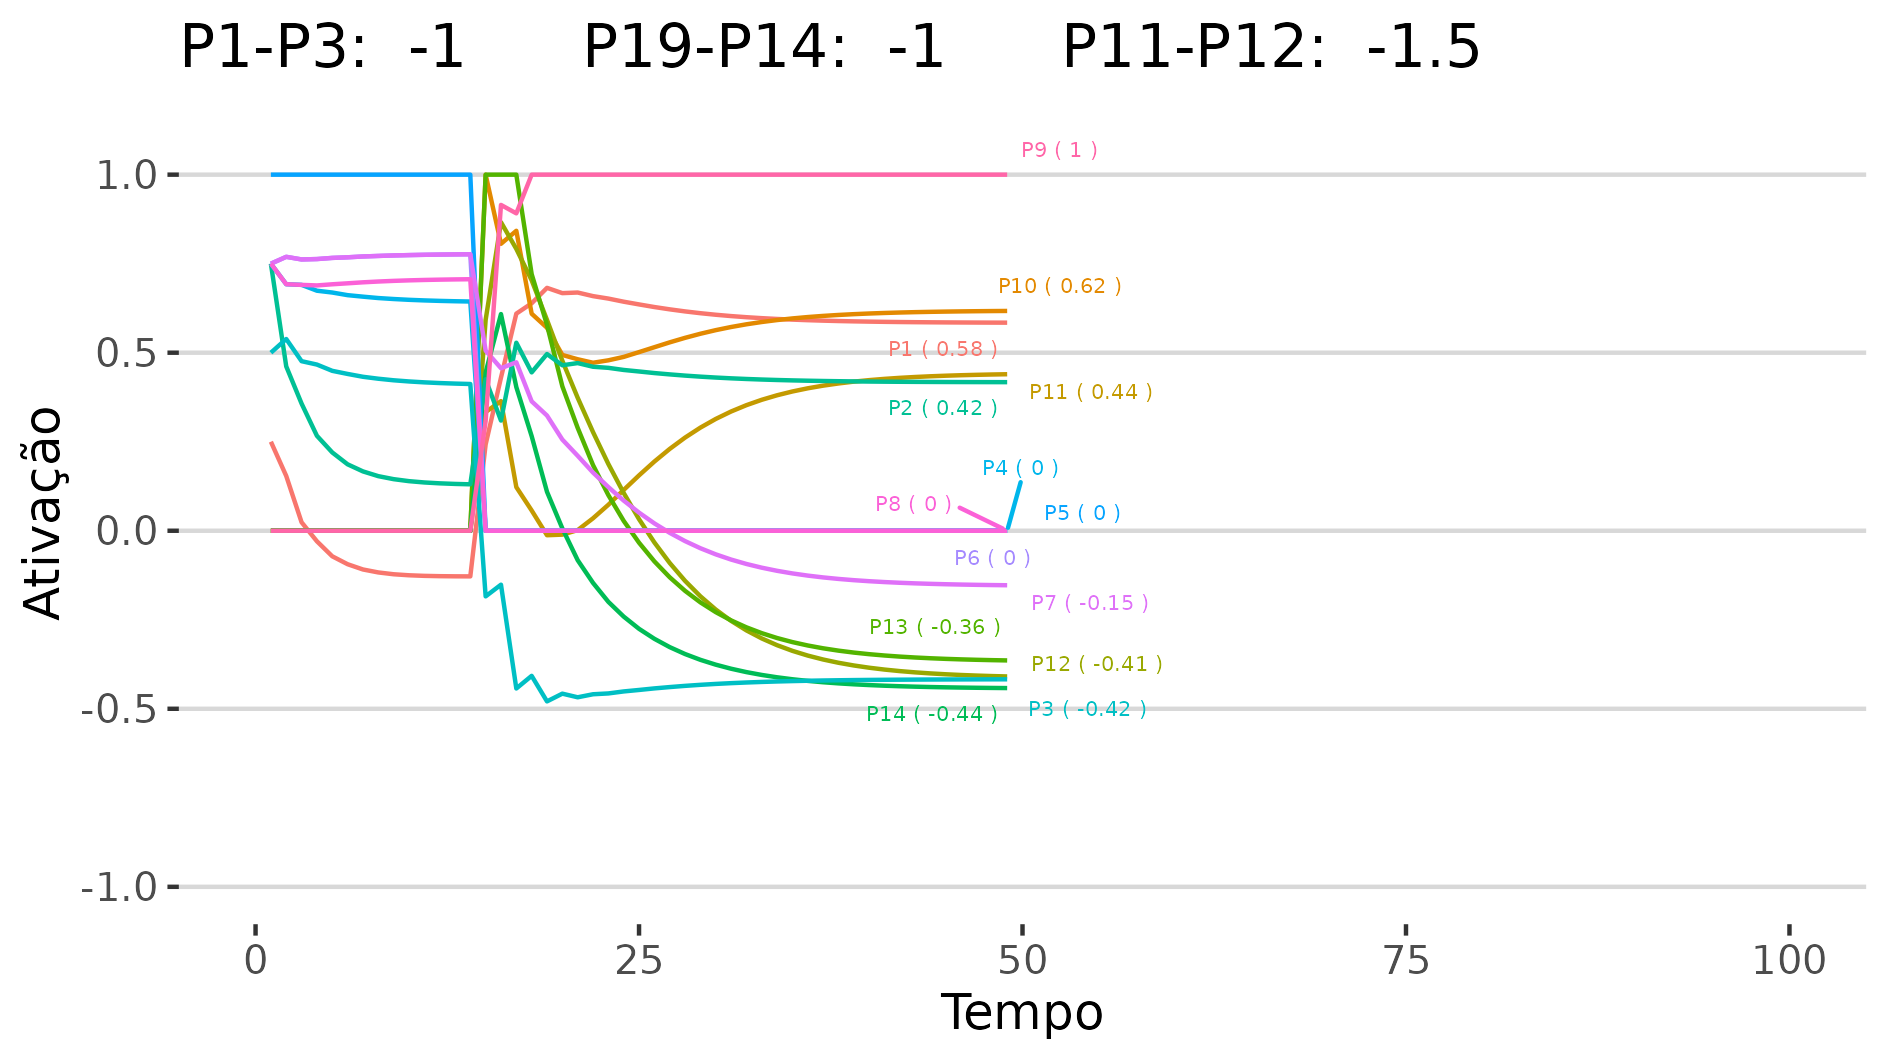 P1-P3:  -1      P19-P14:  -1      P11-P12:  -1.5
P9 ( 1 )
1.0
P10 ( 0.62 )
0.5
P1 ( 0.58 )
P11 ( 0.44 )
P2 ( 0.42 )
P4 ( 0 )
P8 ( 0 )
P5 ( 0 )
0.0
P6 ( 0 )
P7 ( -0.15 )
P13 ( -0.36 )
P12 ( -0.41 )
-0.5
P14 ( -0.44 )
P3 ( -0.42 )
-1.0
Ativação
0 25 50 75 100
Tempo